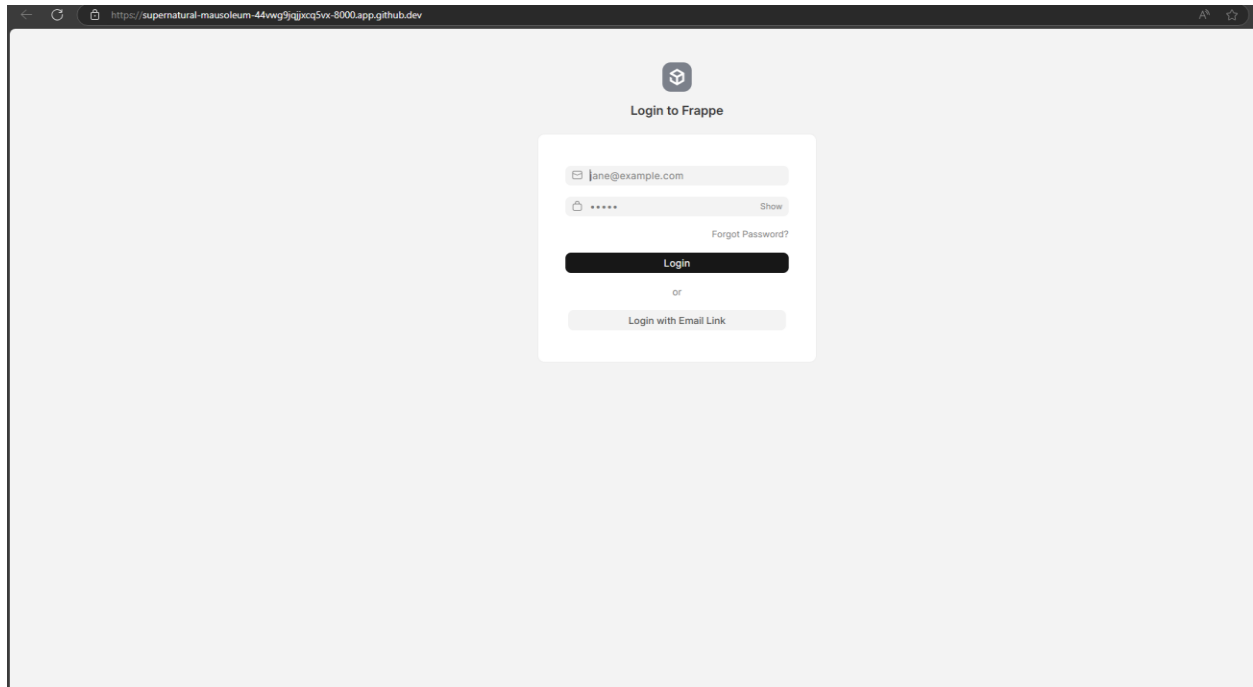 https://supernatural-mausoleum-44vwg9jqjjxcq5vx-8000.app.github.dev
Login to Frappe
jane@example.com
•••••
Show
Forgot Password?
Login
or
Login with Email Link